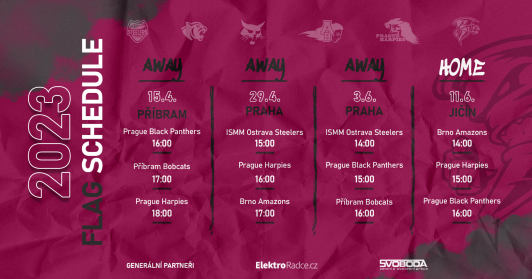 STEELERS
PRAGUE HARPIES
2023
FLAG SCHEDULE
AWAY
15.4.
PŘÍBRAM
Prague Black Panthers
16:00
Příbram Bobcats
17:00
Prague Harpies
18:00
AWAY
29.4.
PRAHA
ISMM Ostrava Steelers
15:00
Prague Harpies
16:00
Brno Amazons
17:00
AWAY
3.6.
PRAHA
ISMM Ostrava Steelers
14:00
Prague Black Panthers
15:00
Příbram Bobcats
16:00
HOME
11.6.
JIČÍN
Brno Amazons
14:00
Prague Harpies
15:00
Prague Black Panthers
16:00
GENERÁLNÍ PARTNEŘI
ElektroRadce.cz
SVOBODA